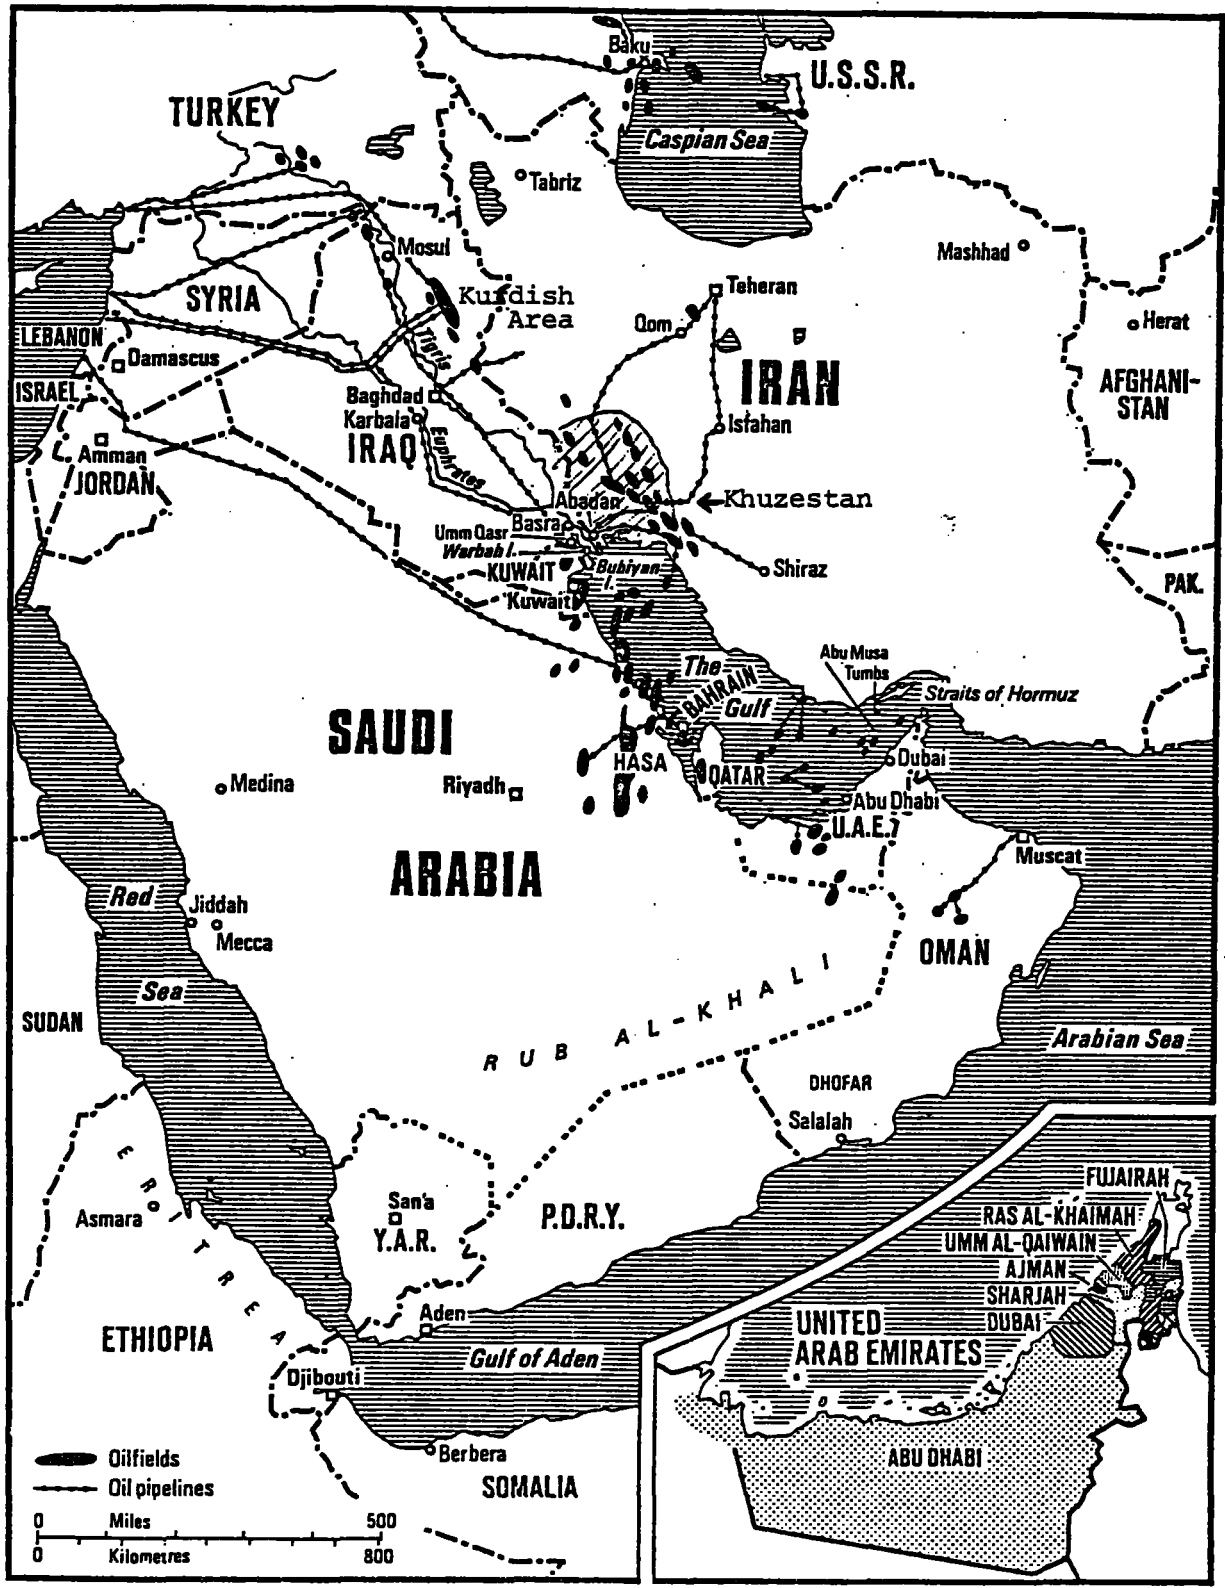 Baku
U.S.S.R.
TURKEY
Caspian Sea
Tabriz
Mosul
Mashhad
SYRIA
Kurdish
Area
Teheran
Qom
Herat
LEBANON
Damascus
Tigris
IRAN
AFGHANI-
STAN
ISRAEL
Baghdad
Karbala
IRAQ
Euphrates
Isfahan
Amman
JORDAN
Abadan
Khuzestan
Basra
Umm Qasr
Warbah I.
KUWAIT
Bubiyan
I.
Kuwait
Shiraz
PAK.
Abu Musa
Tumbs
The
Gulf
BAHRAIN
Straits of Hormuz
SAUDI
ARABIA
HASA
QATAR
Dubai
Medina
Riyadh
Abu Dhabi
U.A.E.
Muscat
Red
Sea
Jiddah
Mecca
OMAN
SUDAN
RUB AL-KHALI
Arabian Sea
DHOFAR
Salalah
ERITREA
Asmara
San'a
Y.A.R.
P.D.R.Y.
Aden
ETHIOPIA
Gulf of Aden
Djibouti
Berbera
SOMALIA
Oilfields
Oil pipelines
0 Miles 500
0 Kilometres 800
FUJAIRAH
RAS AL-KHAIMAH
UMM AL-QAIWAIN
AJMAN
SHARJAH
DUBAI
UNITED
ARAB EMIRATES
ABU DHABI